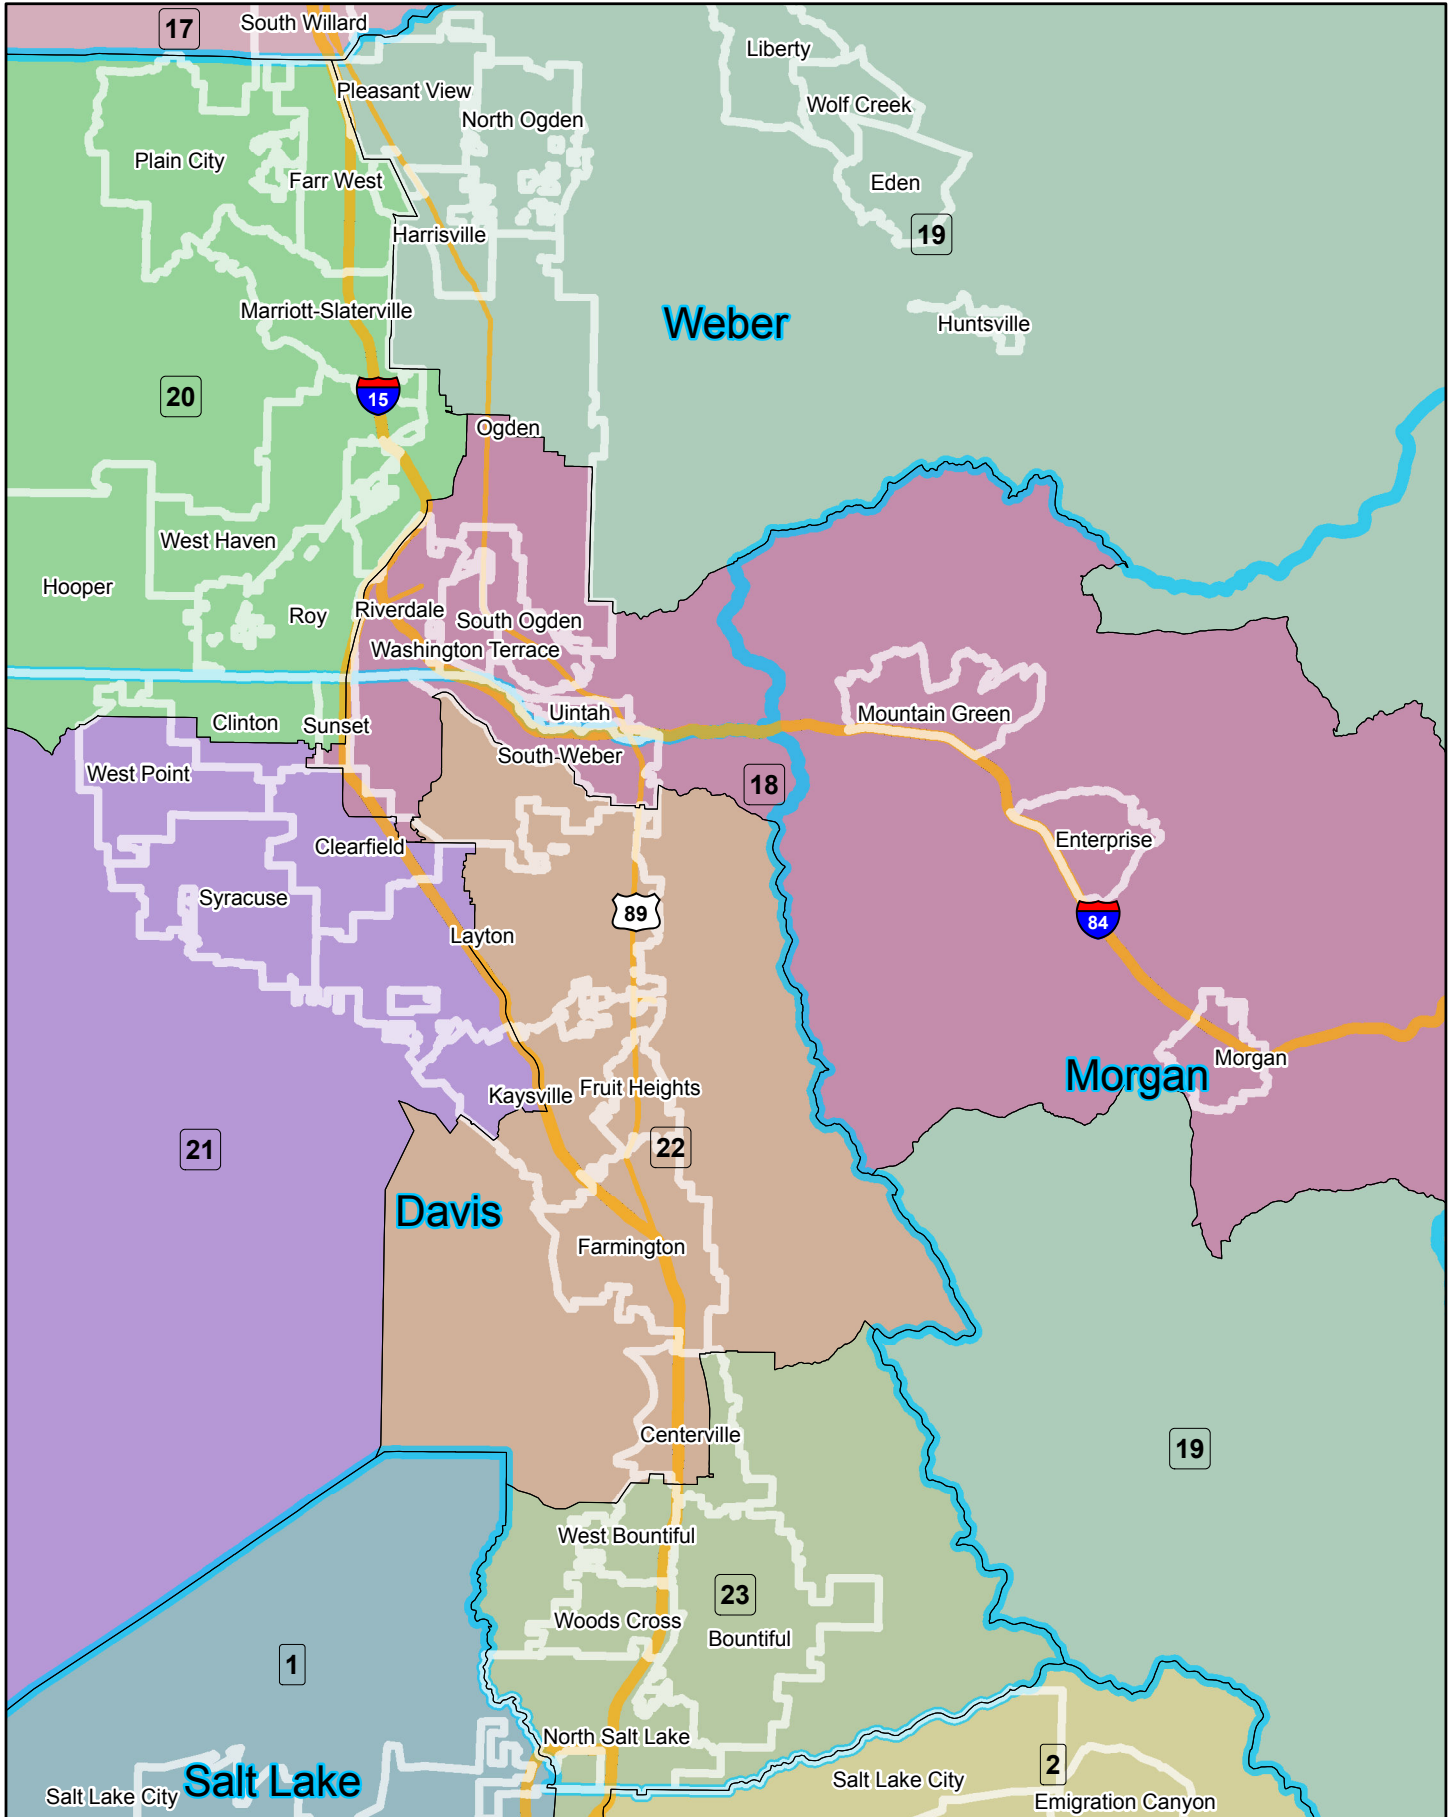 17
South Willard
Liberty
Pleasant View
Wolf Creek
North Ogden
Plain City
Farr West
Eden
Harrisville
19
Marriott-Slaterville
Weber
Huntsville
20
15
Ogden
West Haven
Hooper
Roy
Riverdale
South Ogden
Washington Terrace
Clinton
Sunset
Uintah
Mountain Green
South Weber
West Point
18
Clearfield
Enterprise
Syracuse
89
84
Layton
Morgan
Morgan
Kaysville
Fruit Heights
21
22
Davis
Farmington
Centerville
19
West Bountiful
23
Woods Cross
Bountiful
1
North Salt Lake
2
Salt Lake
Salt Lake City
Salt Lake City
Emigration Canyon